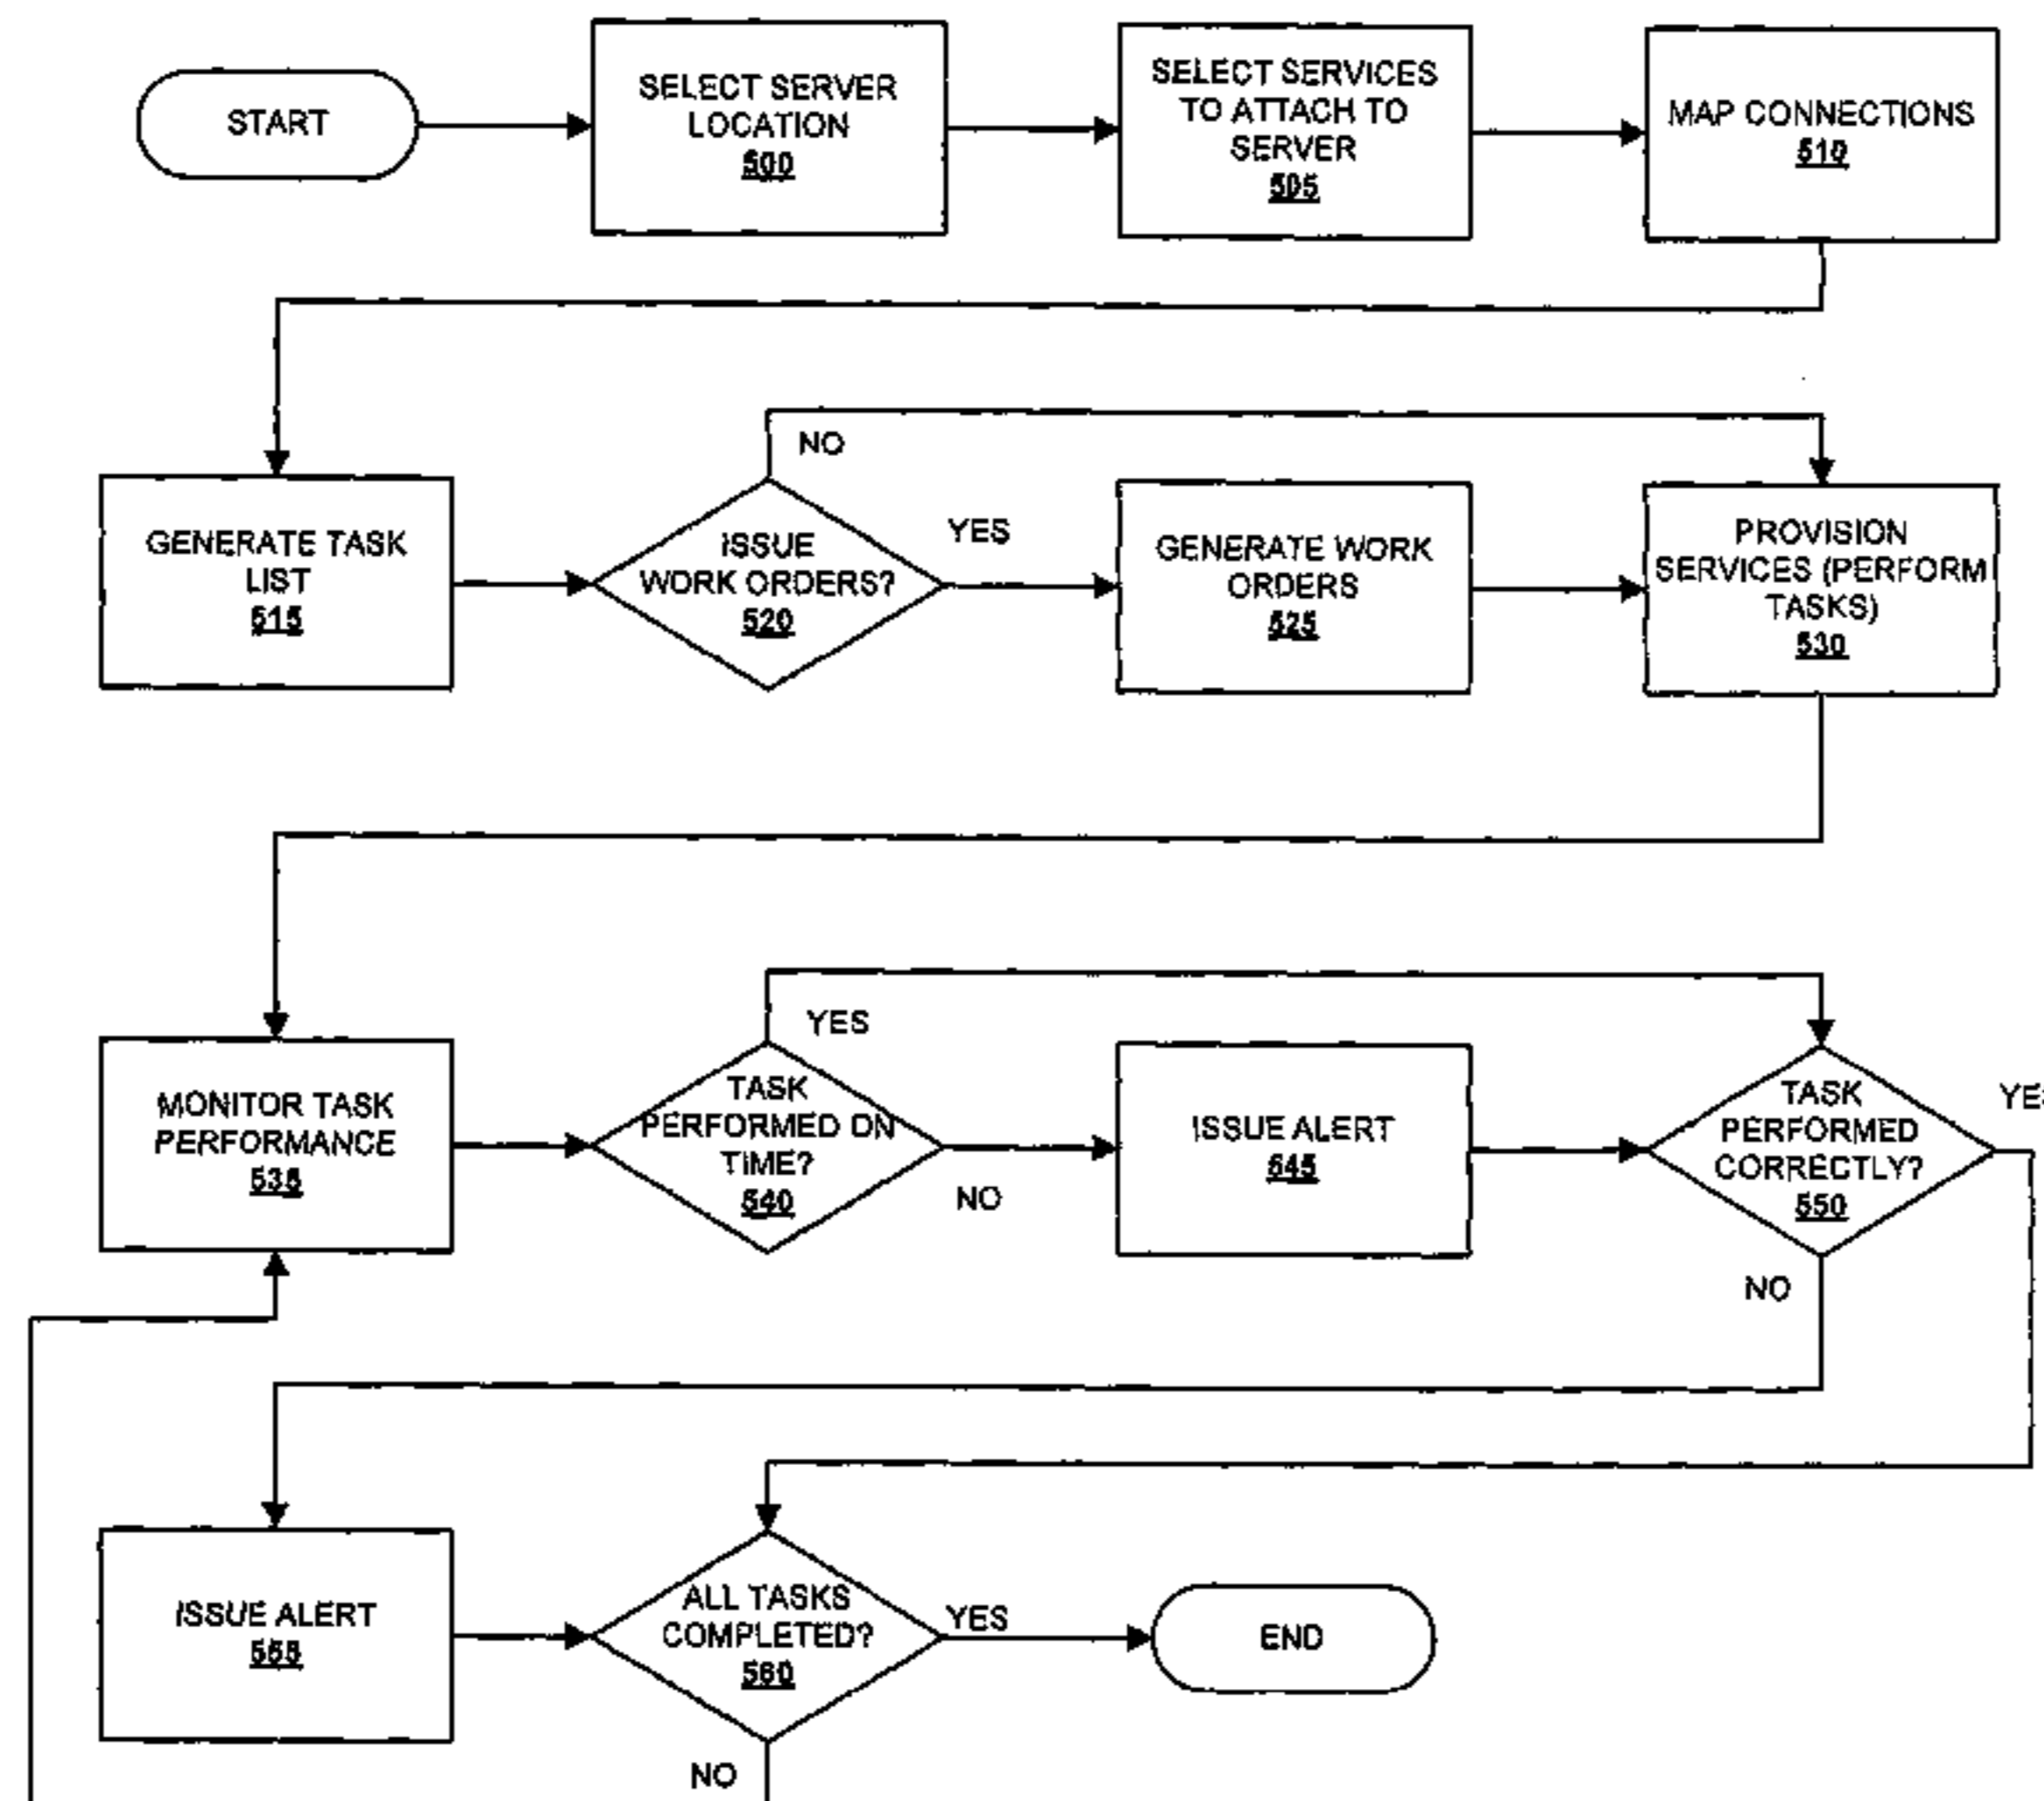 START
SELECT SERVER
LOCATION
500
SELECT SERVICES
TO ATTACH TO
SERVER
505
MAP CONNECTIONS
510
GENERATE TASK
LIST
515
ISSUE
WORK ORDERS?
520
NO
YES
GENERATE WORK
ORDERS
525
PROVISION
SERVICES (PERFORM
TASKS)
530
MONITOR TASK
PERFORMANCE
535
TASK
PERFORMED ON
TIME?
540
YES
NO
ISSUE ALERT
545
TASK
PERFORMED
CORRECTLY?
550
YES
NO
ISSUE ALERT
555
ALL TASKS
COMPLETED?
560
YES
NO
END